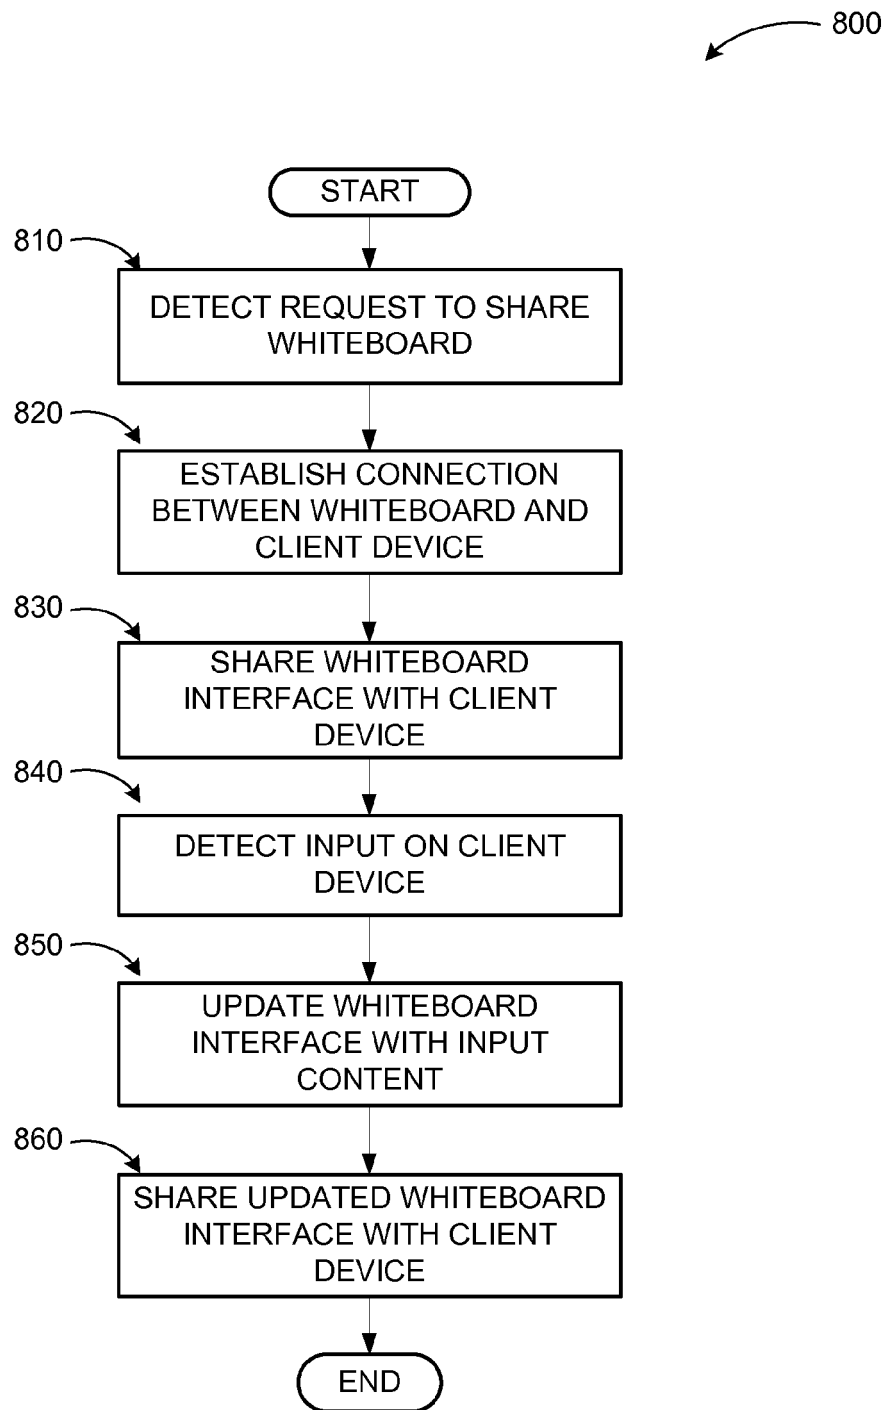 800
START
810
DETECT REQUEST TO SHARE
WHITEBOARD
820
ESTABLISH CONNECTION
BETWEEN WHITEBOARD AND
CLIENT DEVICE
830
SHARE WHITEBOARD
INTERFACE WITH CLIENT
DEVICE
840
DETECT INPUT ON CLIENT
DEVICE
850
UPDATE WHITEBOARD
INTERFACE WITH INPUT
CONTENT
860
SHARE UPDATED WHITEBOARD
INTERFACE WITH CLIENT
DEVICE
END